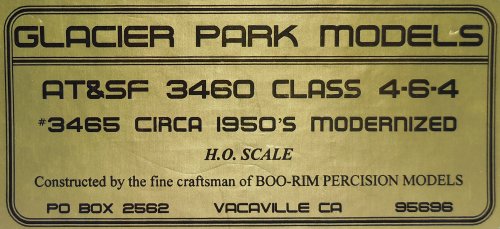 GLACIER PARK MODELS
AT&SF 3460 CLASS 4-6-4
#3465 CIRCA 1950'S MODERNIZED
H.O. SCALE
Constructed by the fine craftsman of BOO-RIM PERCISION MODELS
PO BOX 2562 VACAVILLE CA 95696